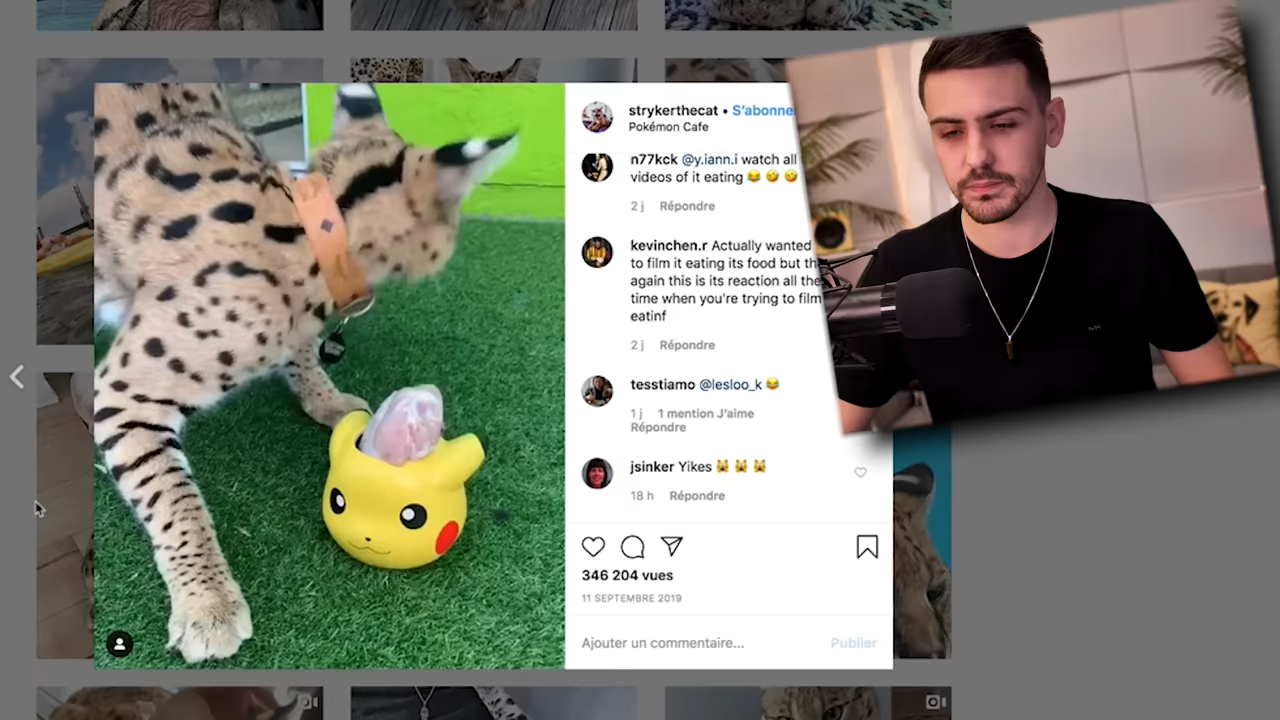 strykerthecat • S'abonne
Pokémon Cafe
n77kck @y.iann.i watch all
videos of it eating 😂 🤣 🤣
2 j Répondre
kevinchen.r Actually wanted
to film it eating its food but th
again this is its reaction all the
time when you're trying to film
eatinf
2 j Répondre
tesstiamo @lesloo_k 😂
1 j 1 mention J'aime
Répondre
jsinker Yikes 🙀 🙀 🙀
18 h Répondre
346 204 vues
11 SEPTEMBRE 2019
Ajouter un commentaire...
Publier
MK